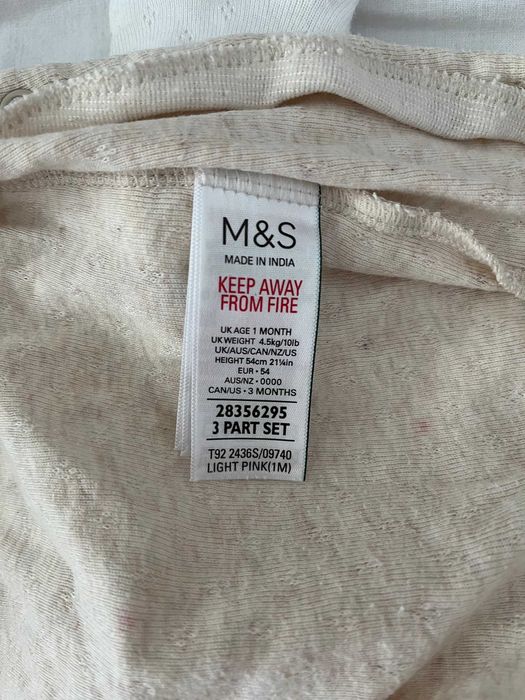 M&S
MADE IN INDIA
KEEP AWAY
FROM FIRE
UK AGE 1 MONTH
UK WEIGHT 4.5kg/10lb
UK/AUS/CAN/NZ/US
HEIGHT 54cm 21¼in
EUR • 54
AUS/NZ • 0000
CAN/US • 3 MONTHS
28356295
3 PART SET
T92 2436S/09740
LIGHT PINK(1M)